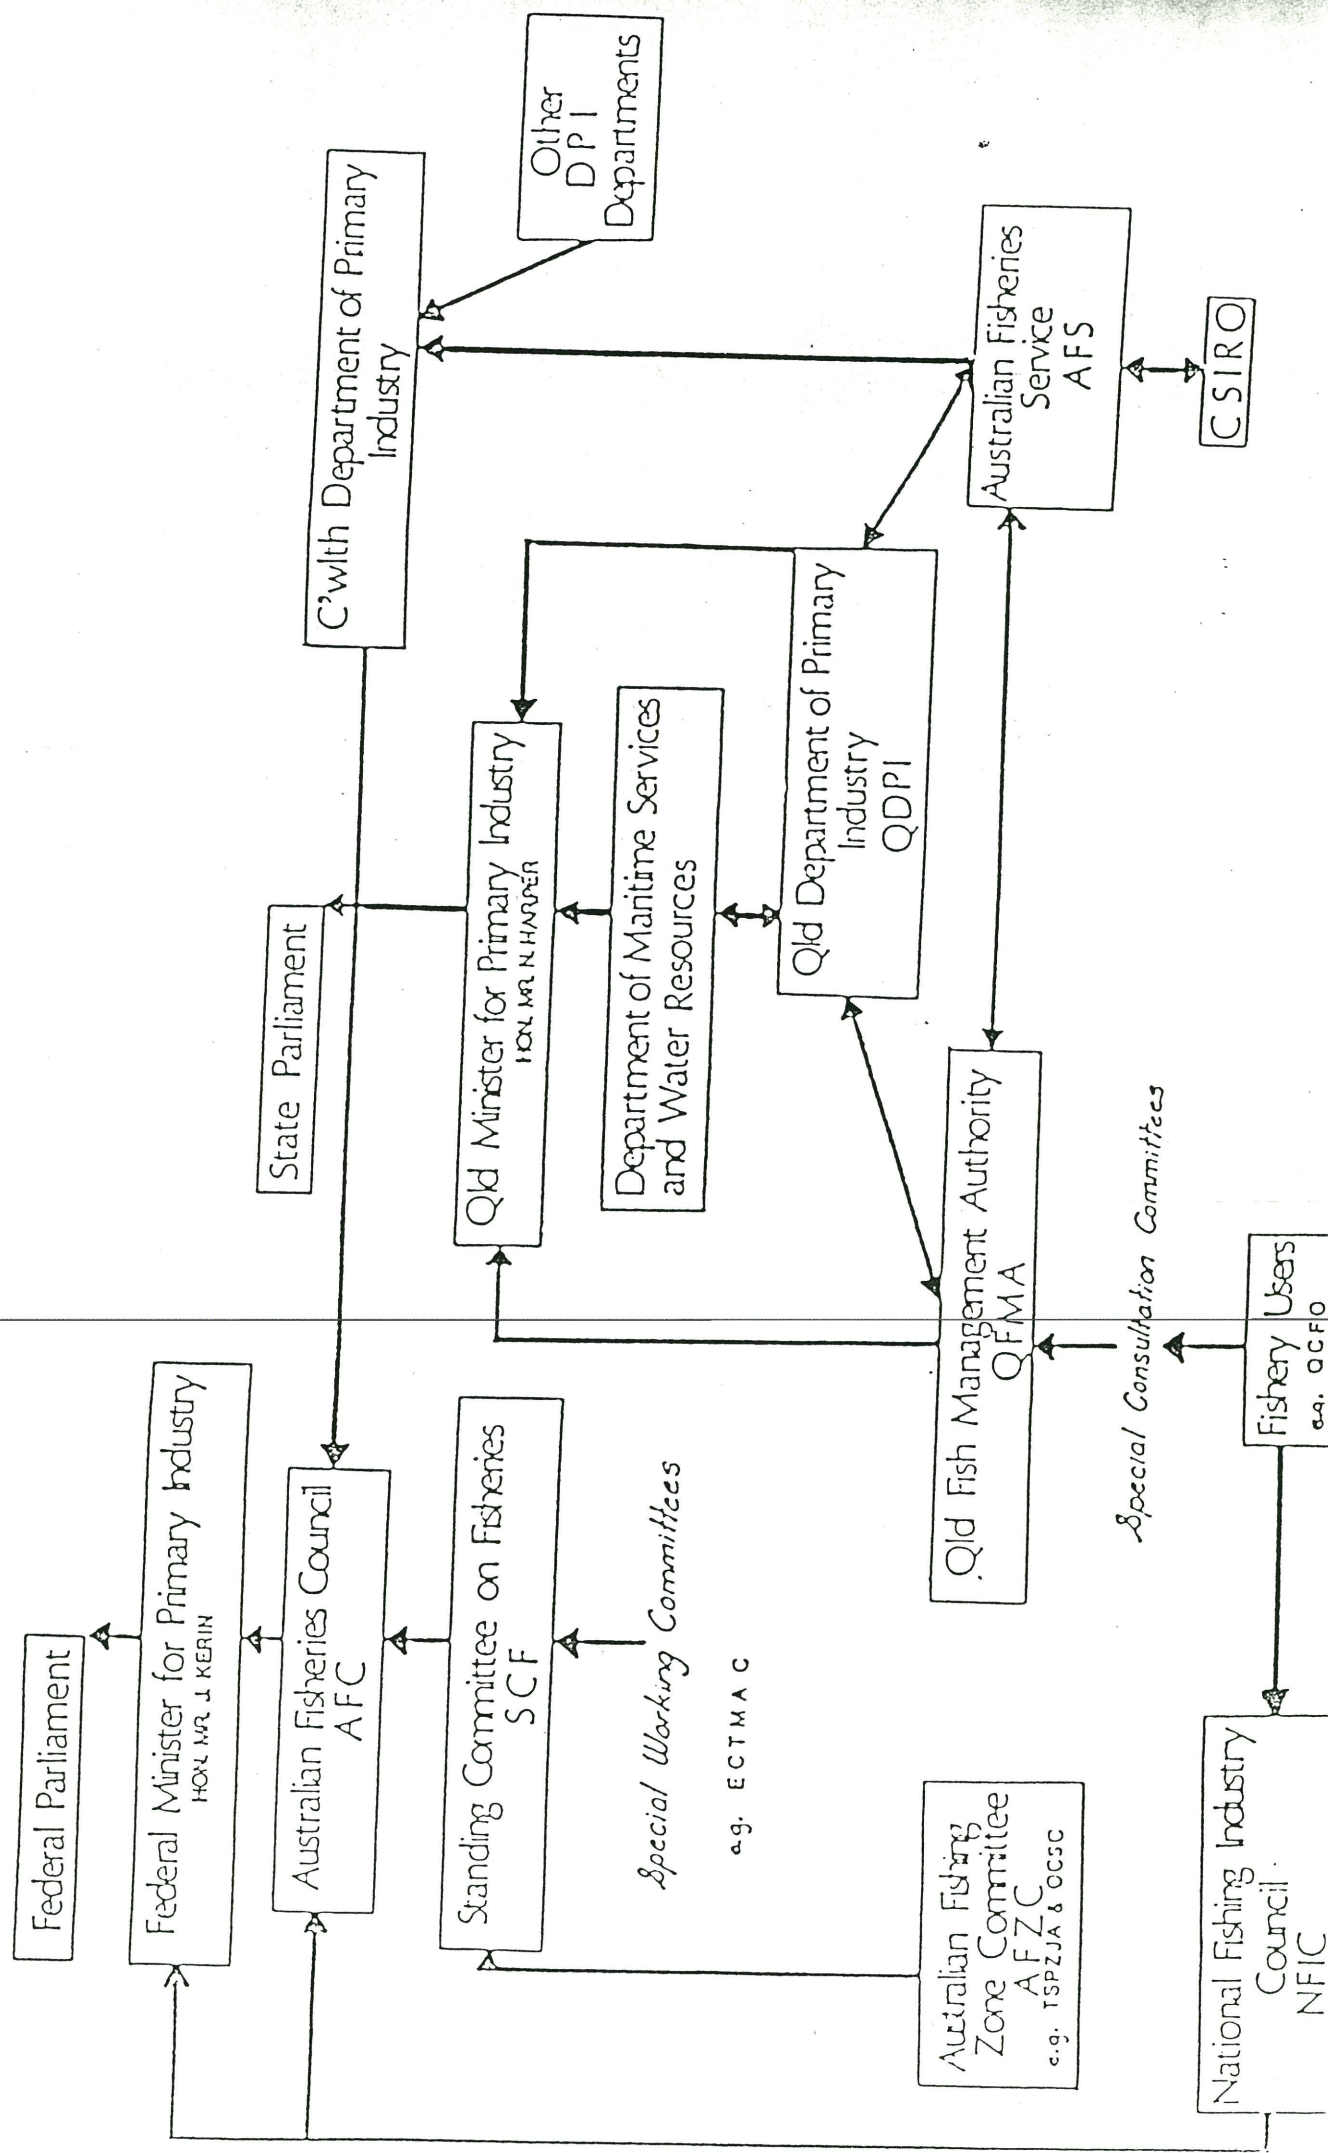 Federal Parliament
Federal Minister for Primary Industry
HON. MR. J. KERIN
Australian Fisheries Council
AFC
Standing Committee on Fisheries
SCF
Special Working Committees
e.g. ECTMAC
Australian Fishing
Zone Committee
AFZC
e.g. TSPZJA & OCSC
National Fishing Industry
Council
NFIC
State Parliament
Qld Minister for Primary Industry
HON. MR. N. HARPER
Department of Maritime Services
and Water Resources
Qld Department of Primary
Industry
QDPI
Qld Fish Management Authority
QFMA
Special Consultation Committees
Fishery Users
e.g. QCFO
C'wlth Department of Primary
Industry
Other
DPI
Departments
Australian Fisheries
Service
AFS
CSIRO